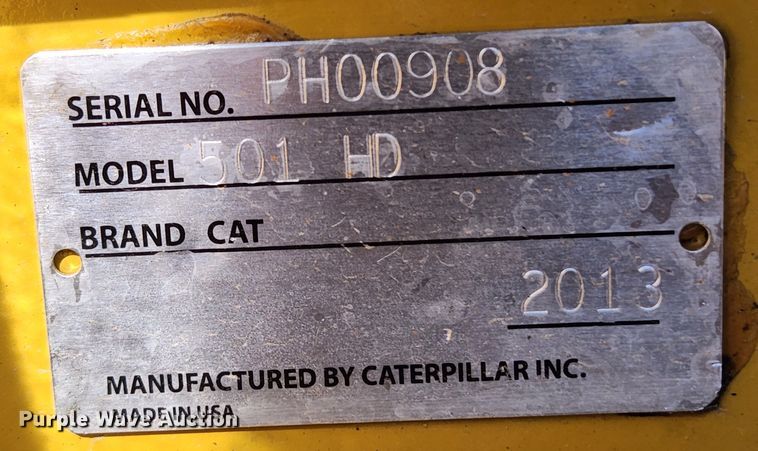 SERIAL NO. PH00908
MODEL 501 HD
BRAND CAT
2013
MANUFACTURED BY CATERPILLAR INC.
MADE IN USA
Purple Wave Auction